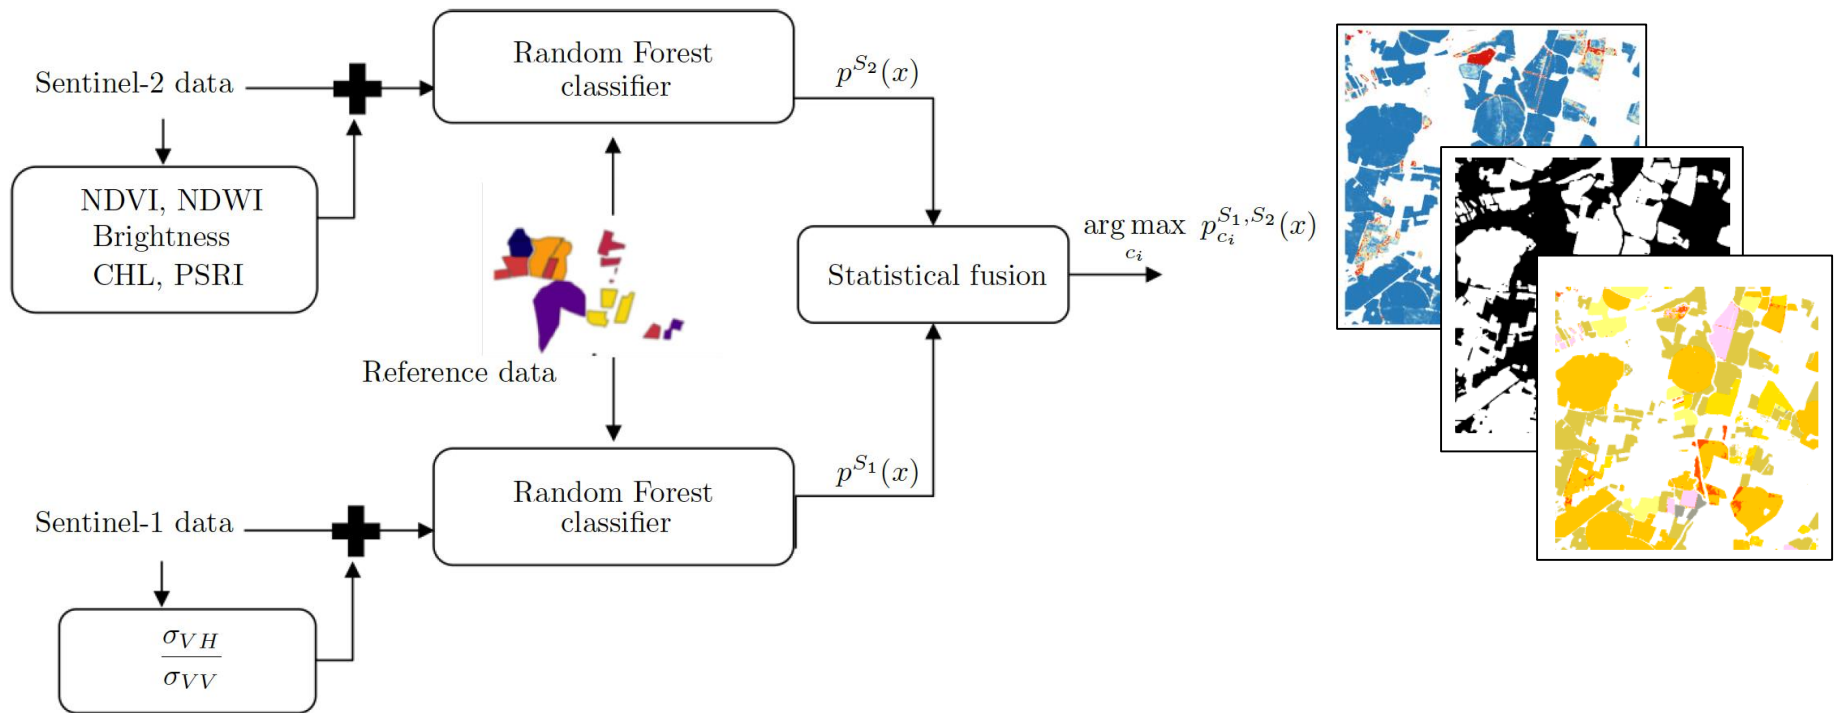 Sentinel-2 data
NDVI, NDWI
Brightness
CHL, PSRI
Random Forest
classifier
p^{S_2}(x)
Reference data
Sentinel-1 data
σ_{VH}
σ_{VV}
Random Forest
classifier
p^{S_1}(x)
Statistical fusion
arg max p_{c_i}^{S_1,S_2}(x)
c_i